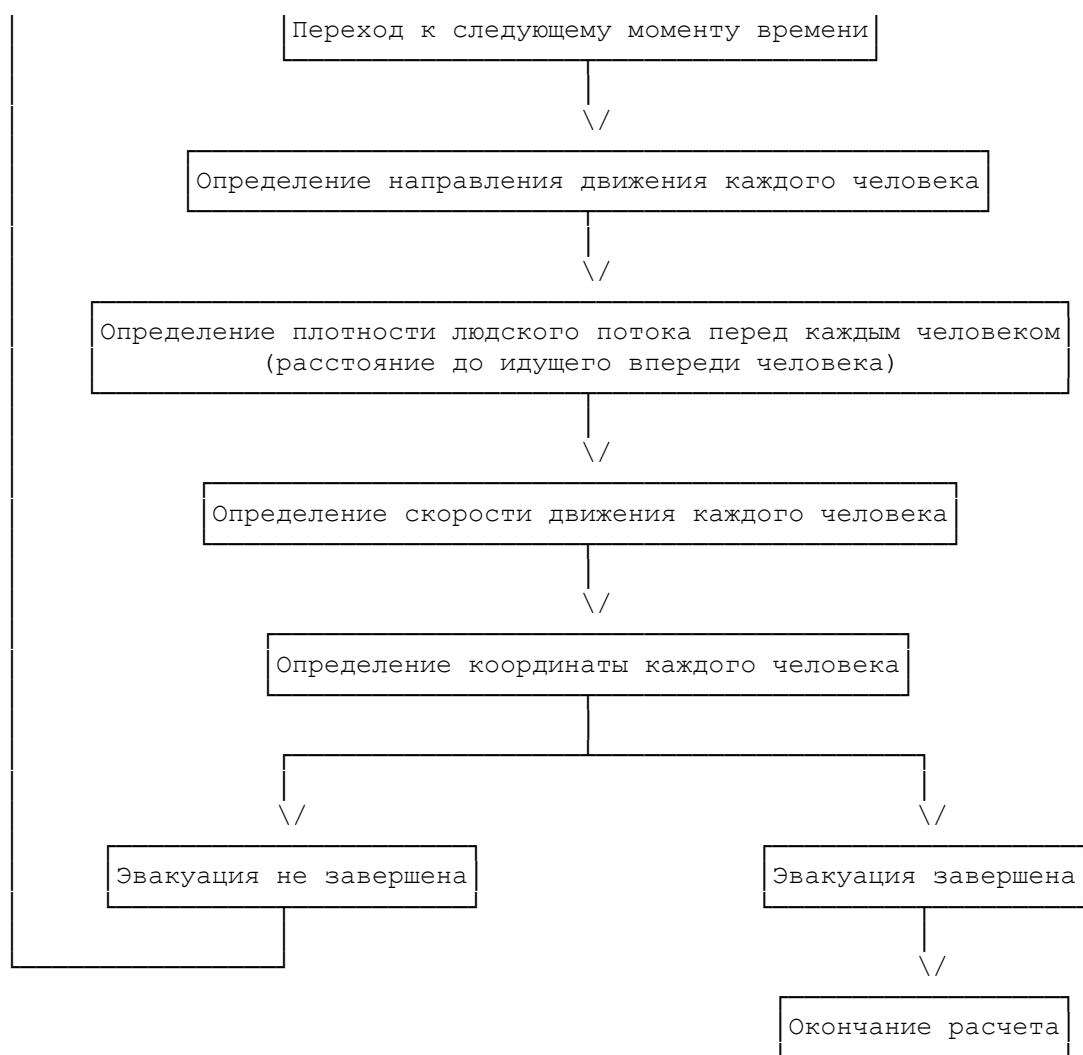 Переход к следующему моменту времени
Определение направления движения каждого человека
Определение плотности людского потока перед каждым человеком
(расстояние до идущего впереди человека)
Определение скорости движения каждого человека
Определение координаты каждого человека
Эвакуация не завершена
Эвакуация завершена
Окончание расчета